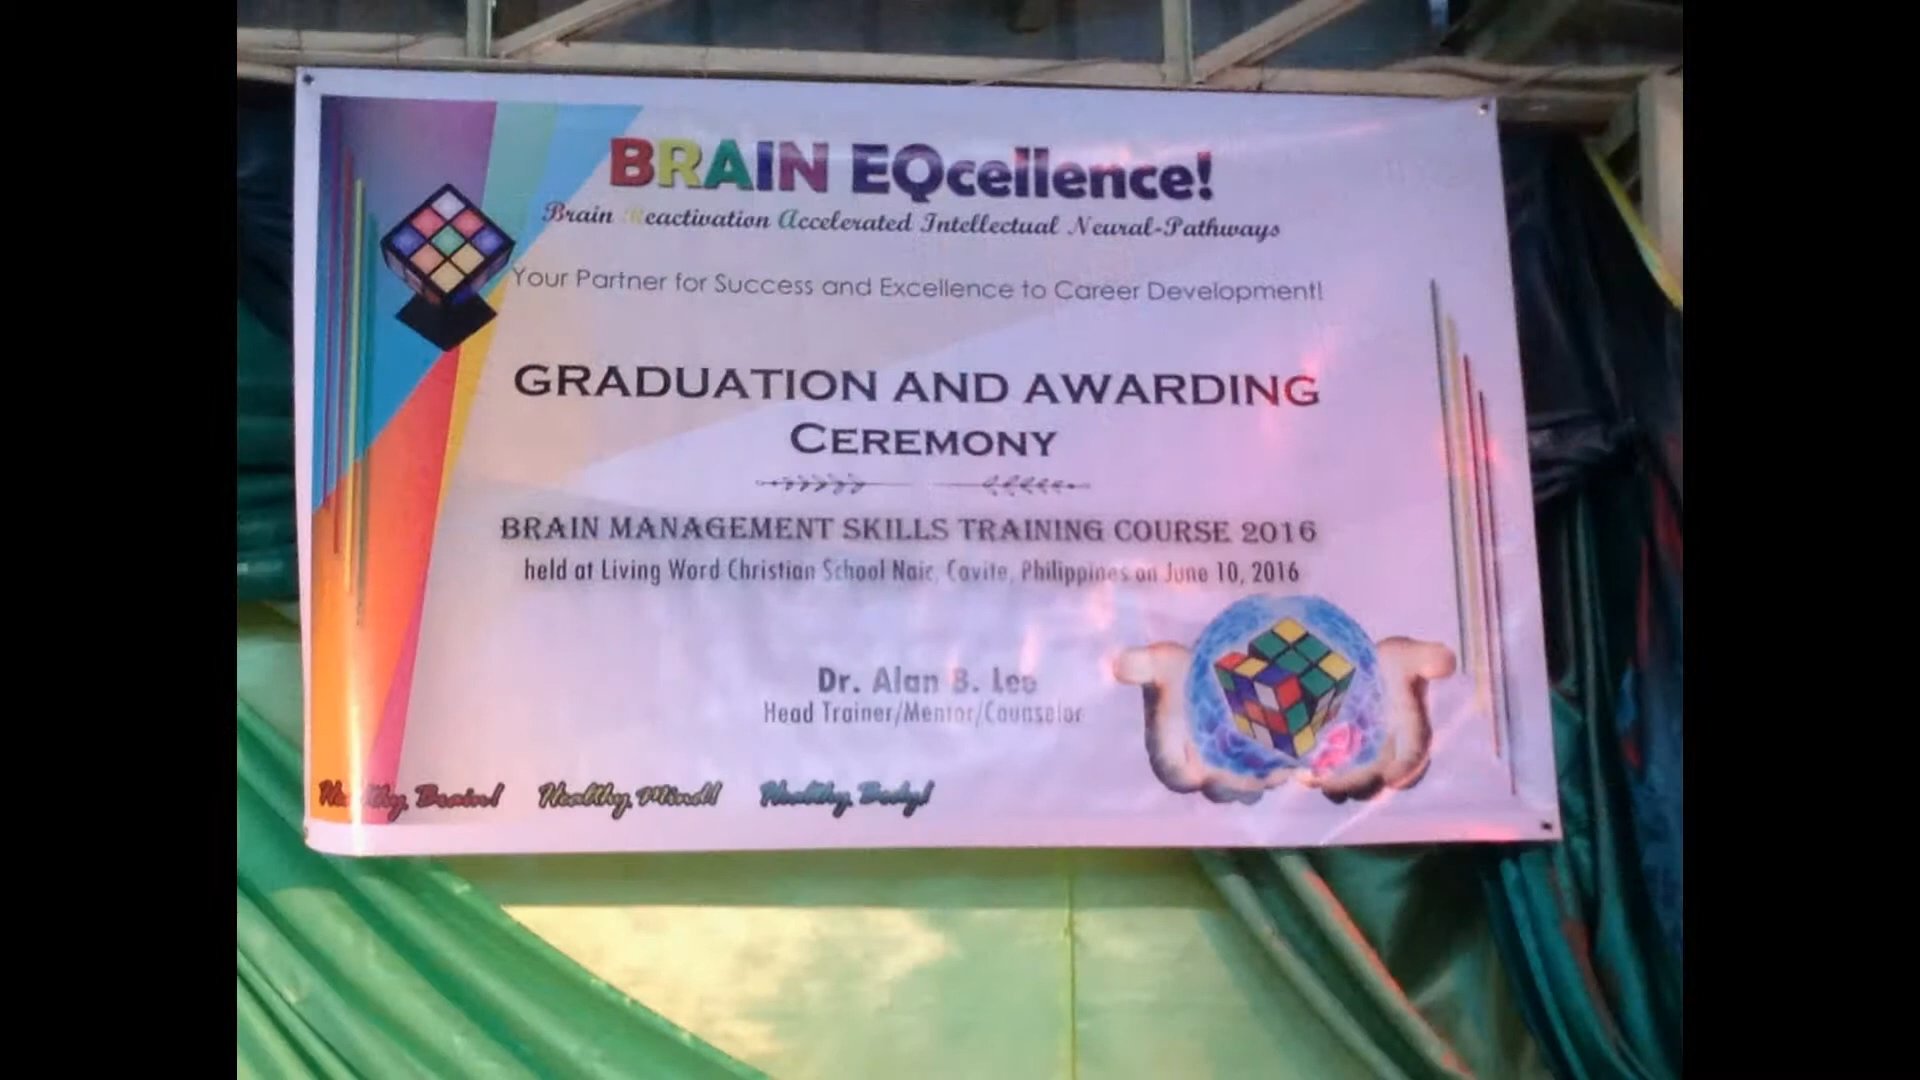 BRAIN EQcellence!
Brain Reactivation Accelerated Intellectual Neural-Pathways
Your Partner for Success and Excellence to Career Development!
GRADUATION AND AWARDING
CEREMONY
BRAIN MANAGEMENT SKILLS TRAINING COURSE 2016
held at Living Word Christian School Naic, Cavite, Philippines on June 10, 2016
Dr. Alan B. Lee
Head Trainer/Mentor/Counselor
Healthy, Brain! Healthy, Mind! Healthy, Body!